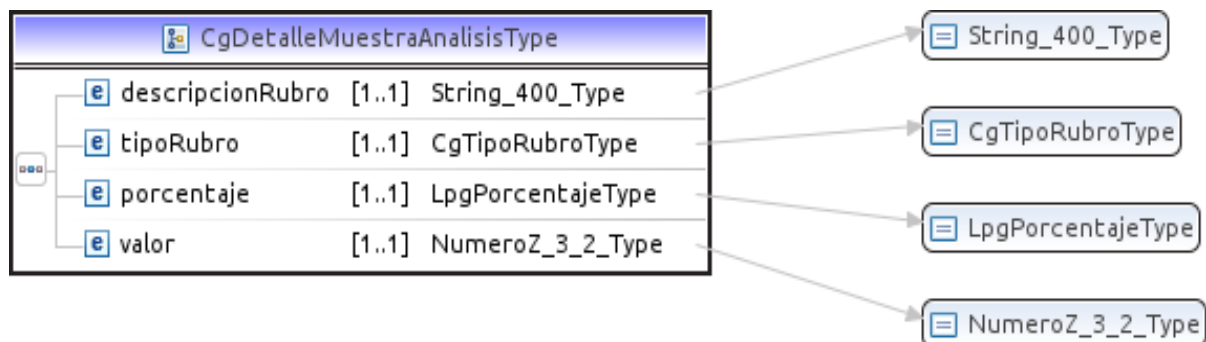 CgDetalleMuestraAnalisisType
e descripcionRubro [1..1] String_400_Type
e tipoRubro [1..1] CgTipoRubroType
e porcentaje [1..1] LpgPorcentajeType
e valor [1..1] NumeroZ_3_2_Type
String_400_Type
CgTipoRubroType
LpgPorcentajeType
NumeroZ_3_2_Type